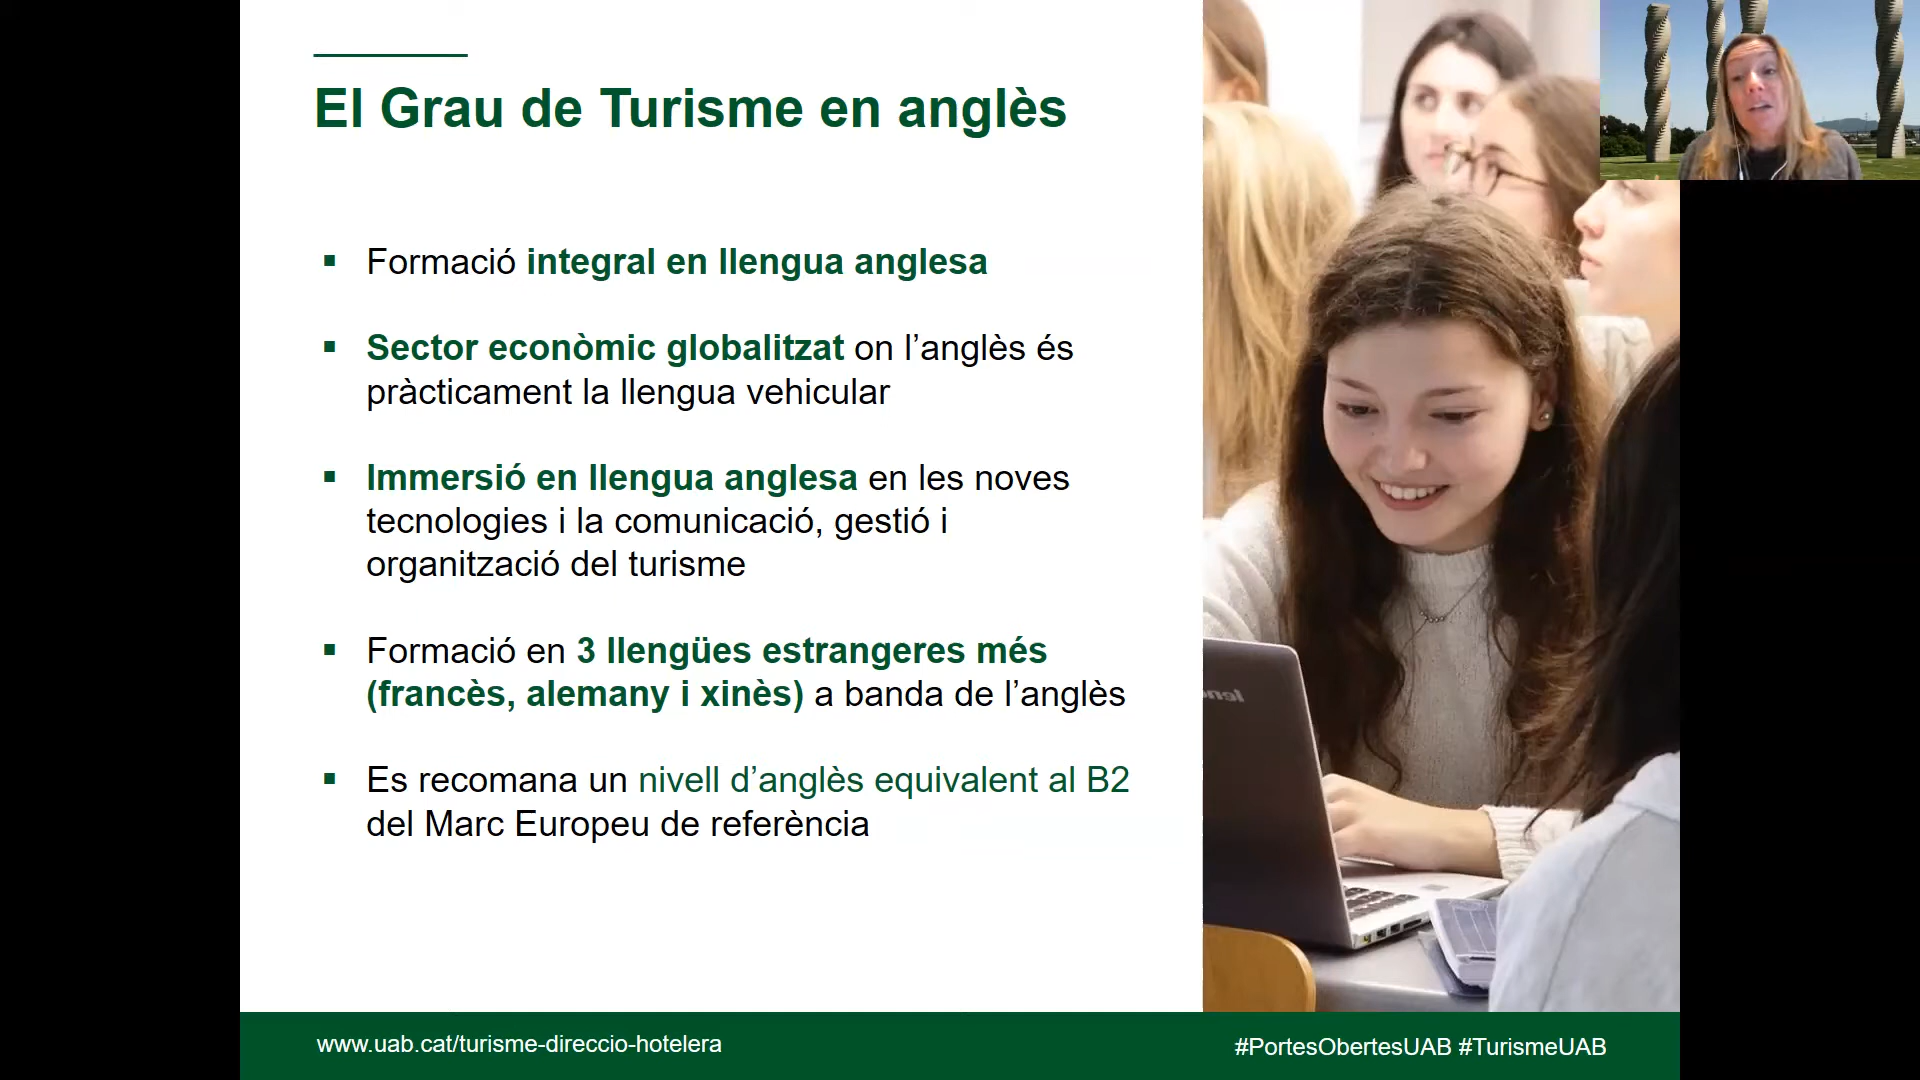 El Grau de Turisme en anglès
▪ Formació integral en llengua anglesa
▪ Sector econòmic globalitzat on l’anglès és
pràcticament la llengua vehicular
▪ Immersió en llengua anglesa en les noves
tecnologies i la comunicació, gestió i
organització del turisme
▪ Formació en 3 llengües estrangeres més
(francès, alemany i xinès) a banda de l’anglès
▪ Es recomana un nivell d’anglès equivalent al B2
del Marc Europeu de referència
www.uab.cat/turisme-direccio-hotelera
#PortesObertesUAB #TurismeUAB